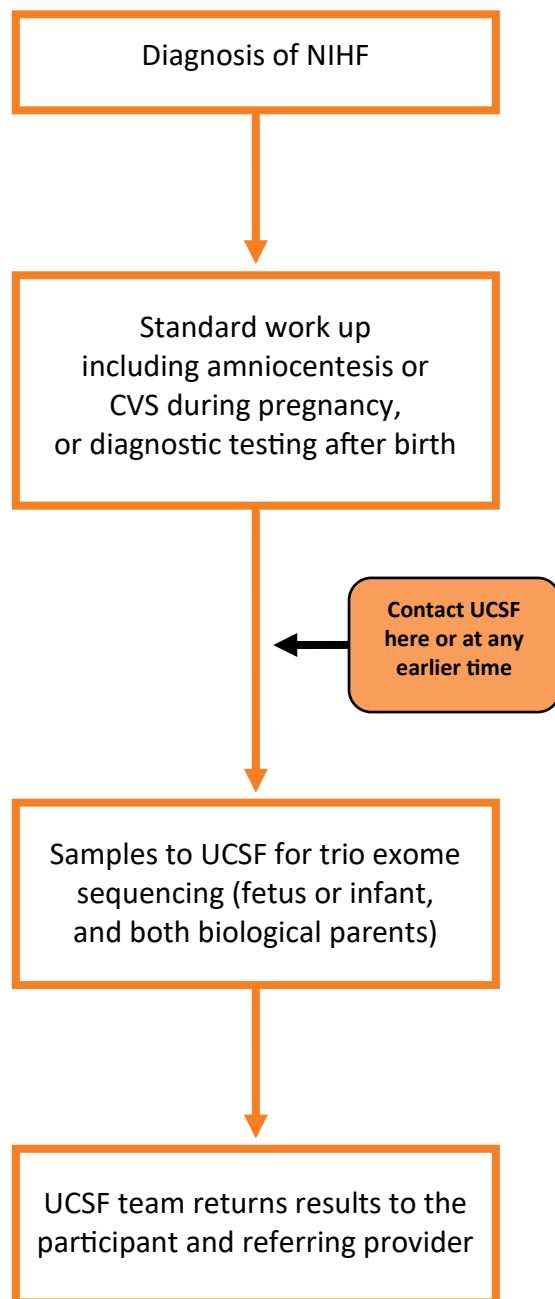 Diagnosis of NIHF
Standard work up
including amniocentesis or
CVS during pregnancy,
or diagnostic testing after birth
Contact UCSF
here or at any
earlier time
Samples to UCSF for trio exome
sequencing (fetus or infant,
and both biological parents)
UCSF team returns results to the
participant and referring provider